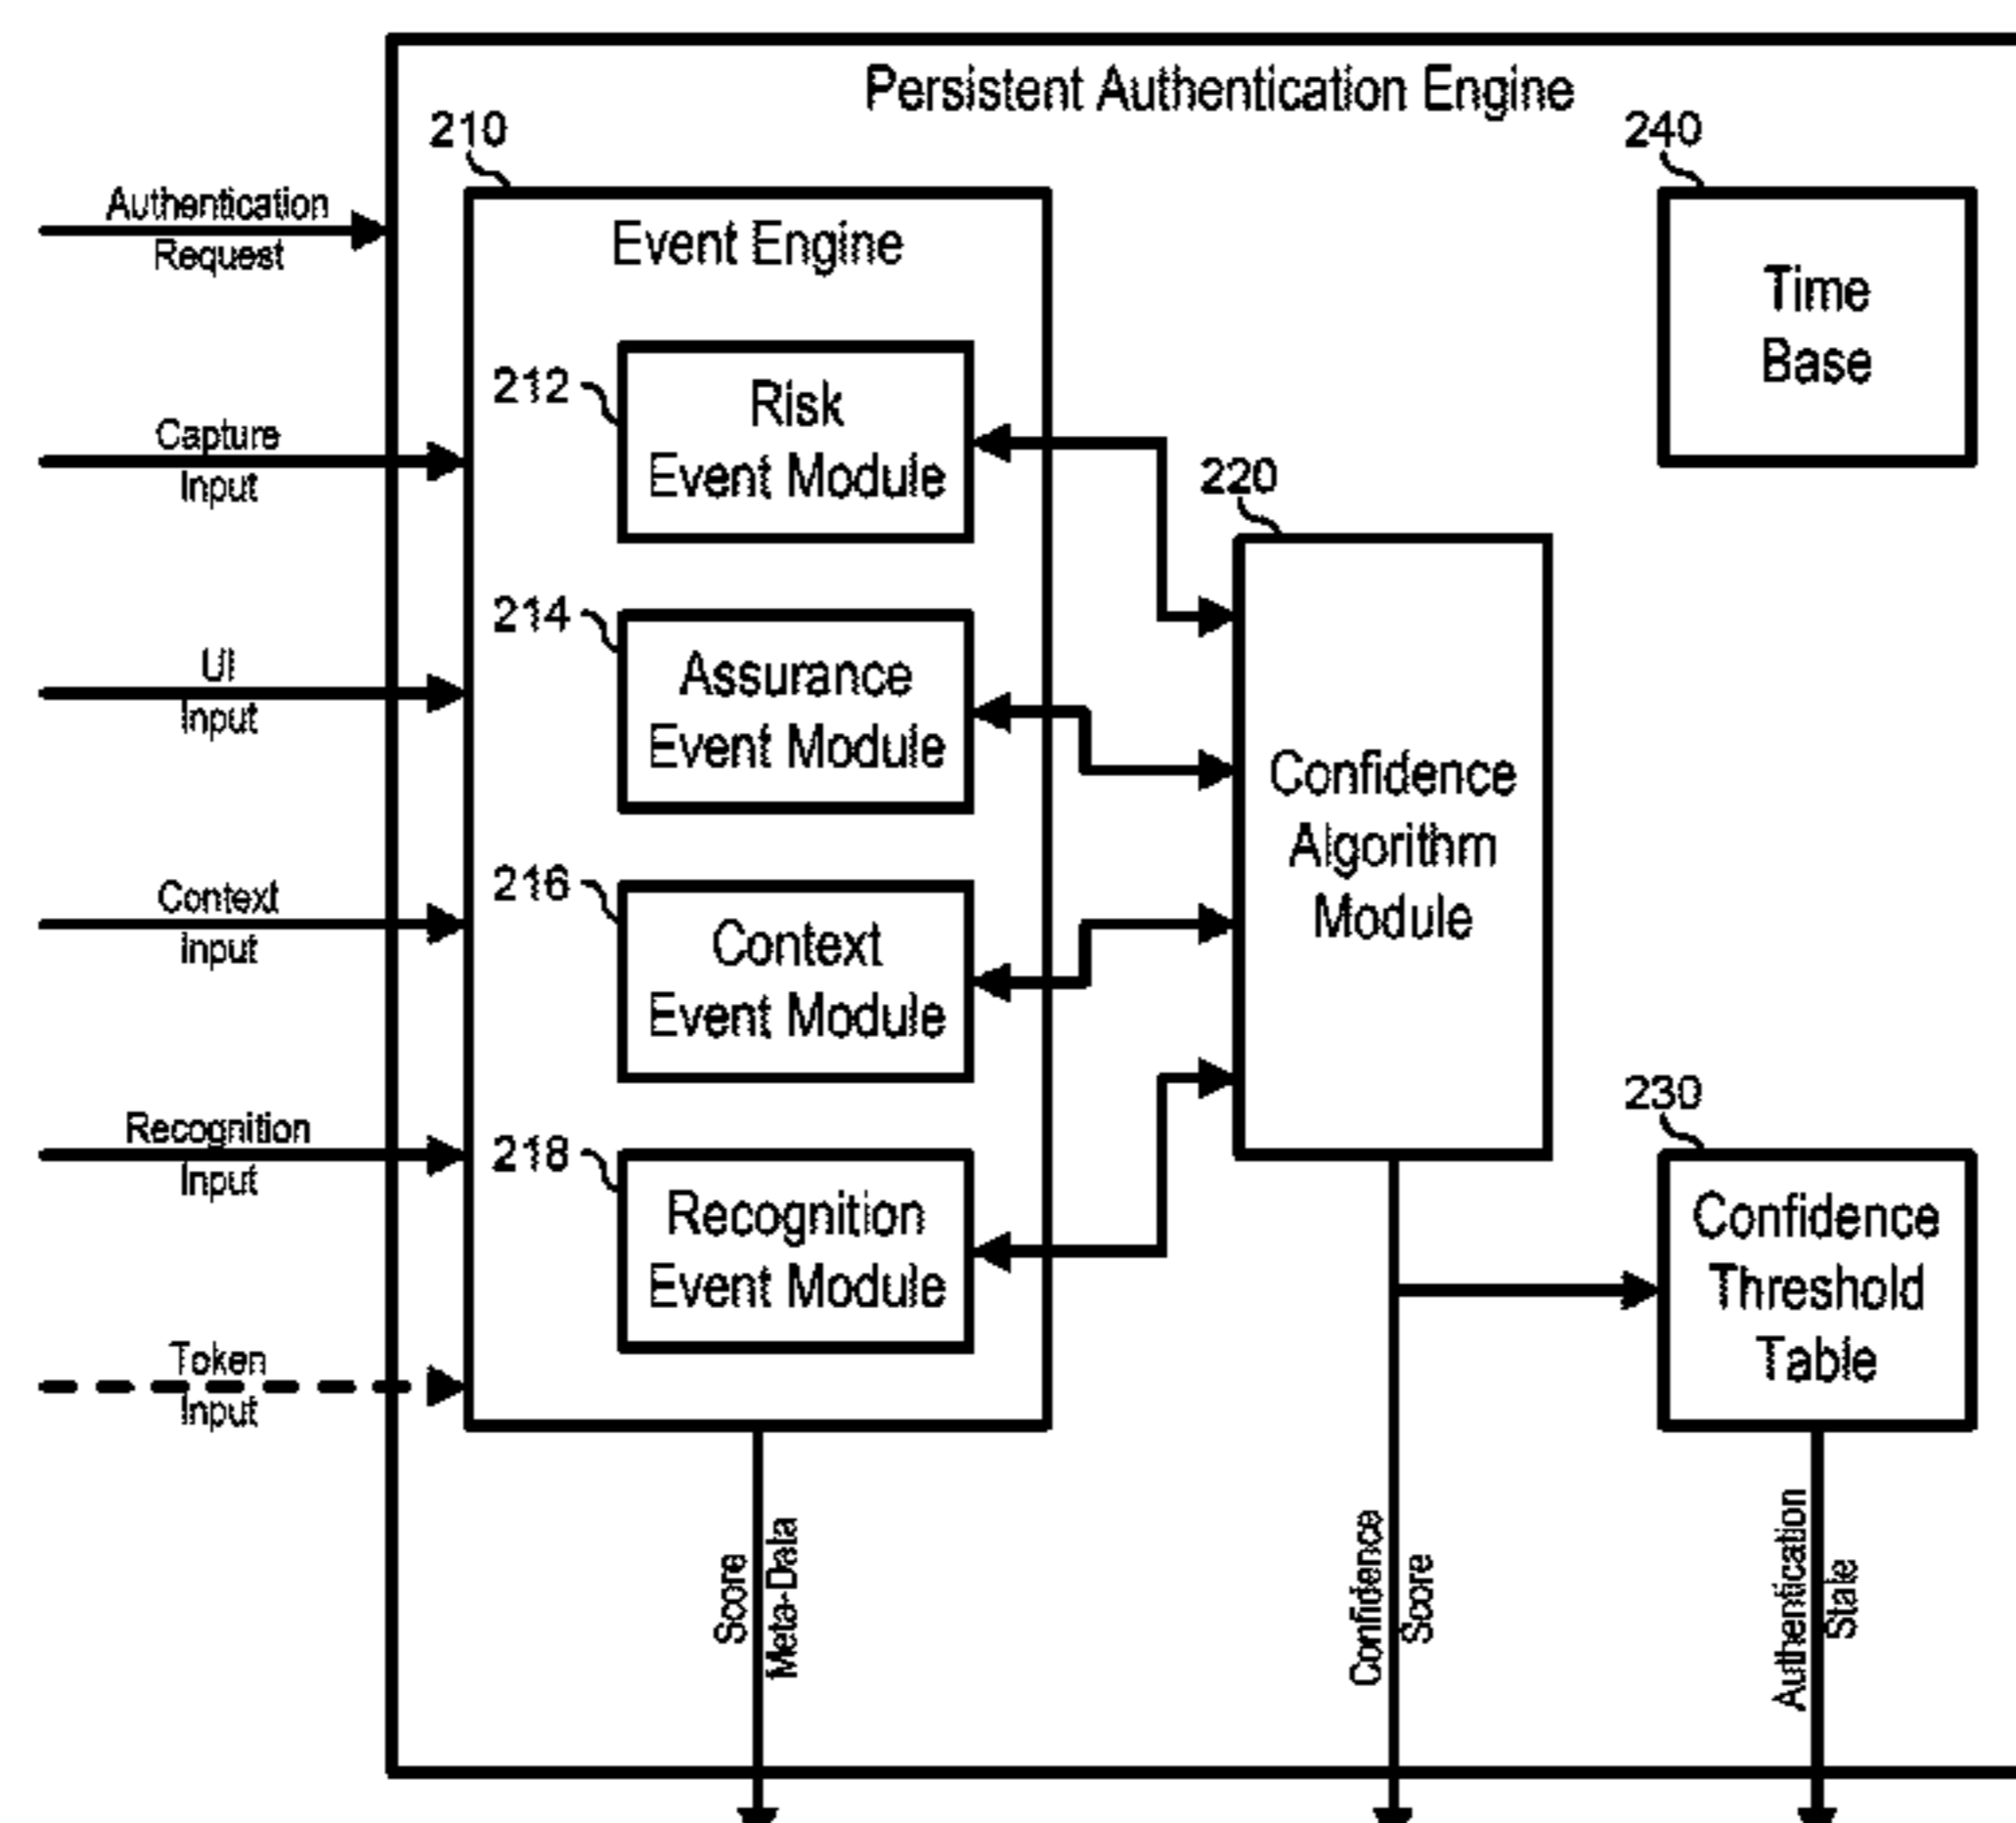 Persistent Authentication Engine
210
240
Authentication
Request
Event Engine
Time
Base
212
Risk
Event Module
Capture
Input
220
214
Assurance
Event Module
UI
Input
Confidence
Algorithm
Module
216
Context
Event Module
Context
Input
230
Recognition
Input
218
Recognition
Event Module
Confidence
Threshold
Table
Token
Input
Score
Meta-Data
Confidence
Score
Authentication
State